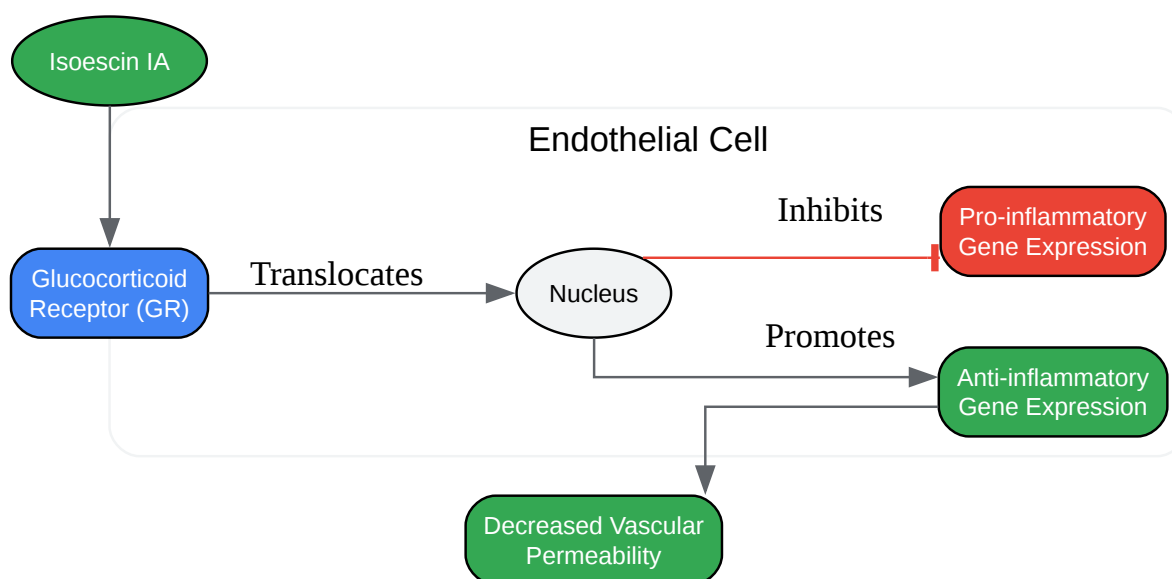 Isoescin IA
Endothelial Cell
Inhibits
Pro-inflammatory
Gene Expression
Glucocorticoid
Receptor (GR)
Translocates
Nucleus
Promotes
Anti-inflammatory
Gene Expression
Decreased Vascular
Permeability